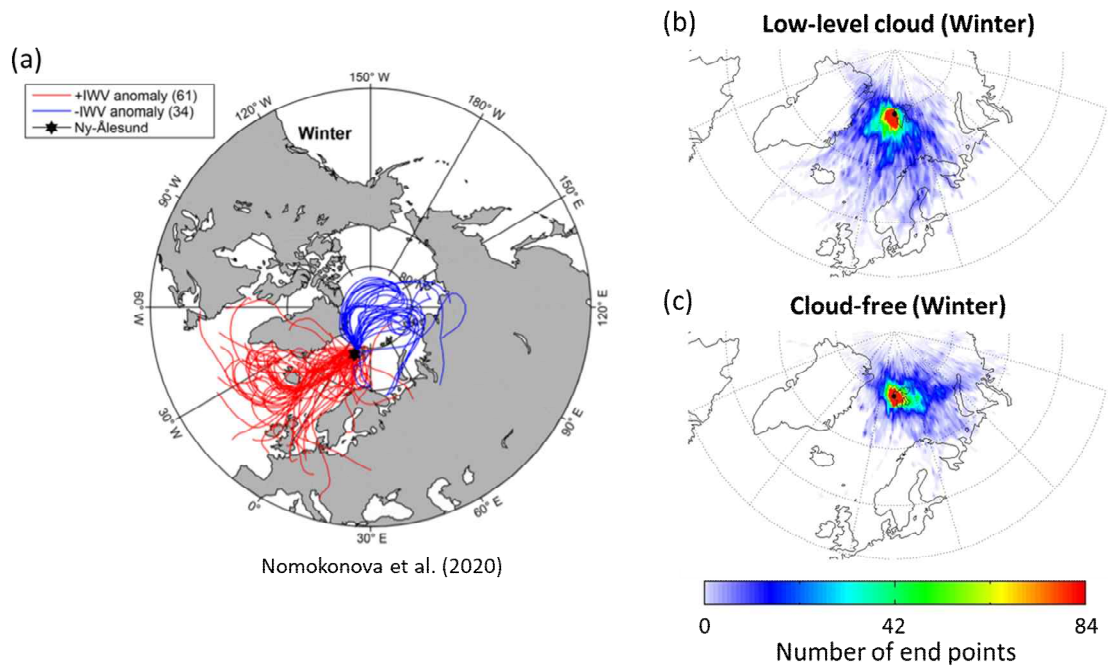 (a)
+IWV anomaly (61)
-IWV anomaly (34)
Ny-Ålesund
Winter
150° W
180° W
150° E
120° E
90° E
60° E
30° E
0°
30° W
60° W
90° W
120° W
80° N
Nomokonova et al. (2020)
(b)
Low-level cloud (Winter)
(c)
Cloud-free (Winter)
0
42
84
Number of end points